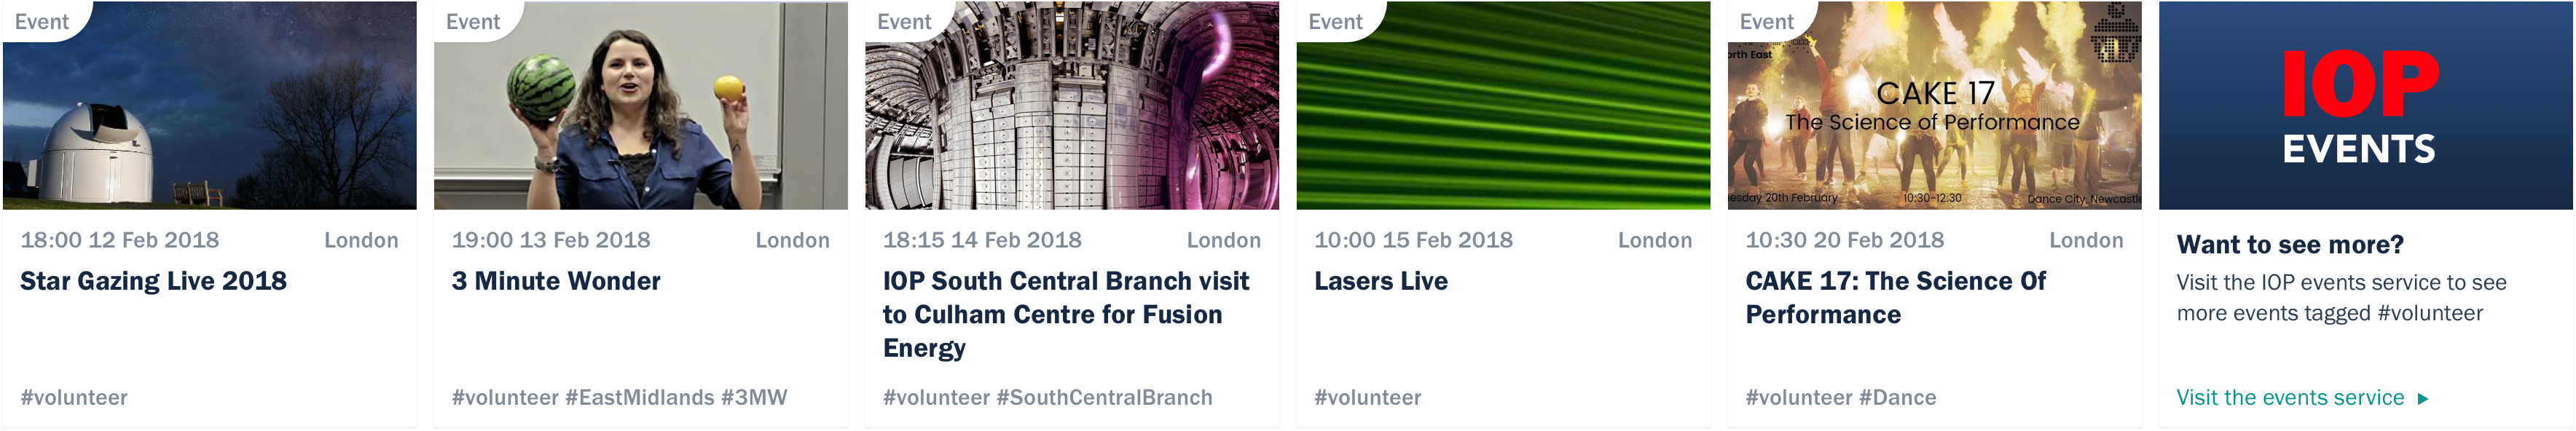 Event
18:00 12 Feb 2018 London
Star Gazing Live 2018
#volunteer
Event
19:00 13 Feb 2018 London
3 Minute Wonder
#volunteer #EastMidlands #3MW
Event
18:15 14 Feb 2018 London
IOP South Central Branch visit
to Culham Centre for Fusion
Energy
#volunteer #SouthCentralBranch
Event
10:00 15 Feb 2018 London
Lasers Live
#volunteer
Event
orth East
CAKE 17
The Science of Performance
esday 20th February 10:30-12:30 Dance City, Newcastle
10:30 20 Feb 2018 London
CAKE 17: The Science Of
Performance
#volunteer #Dance
IOP
EVENTS
Want to see more?
Visit the IOP events service to see
more events tagged #volunteer
Visit the events service